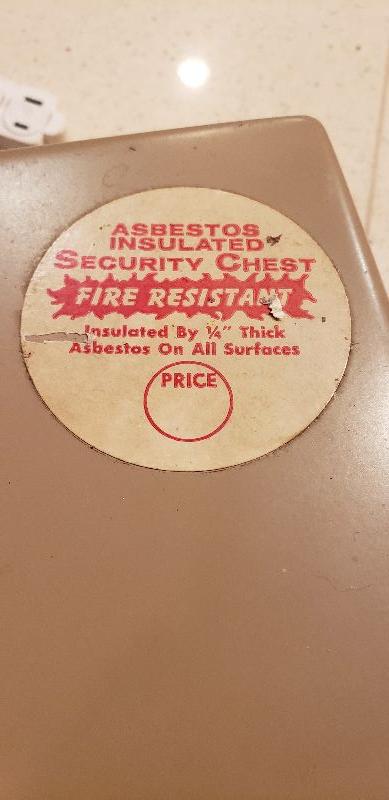 ASBESTOS
INSULATED
SECURITY CHEST
FIRE RESISTANT
Insulated By ¼" Thick
Asbestos On All Surfaces
PRICE